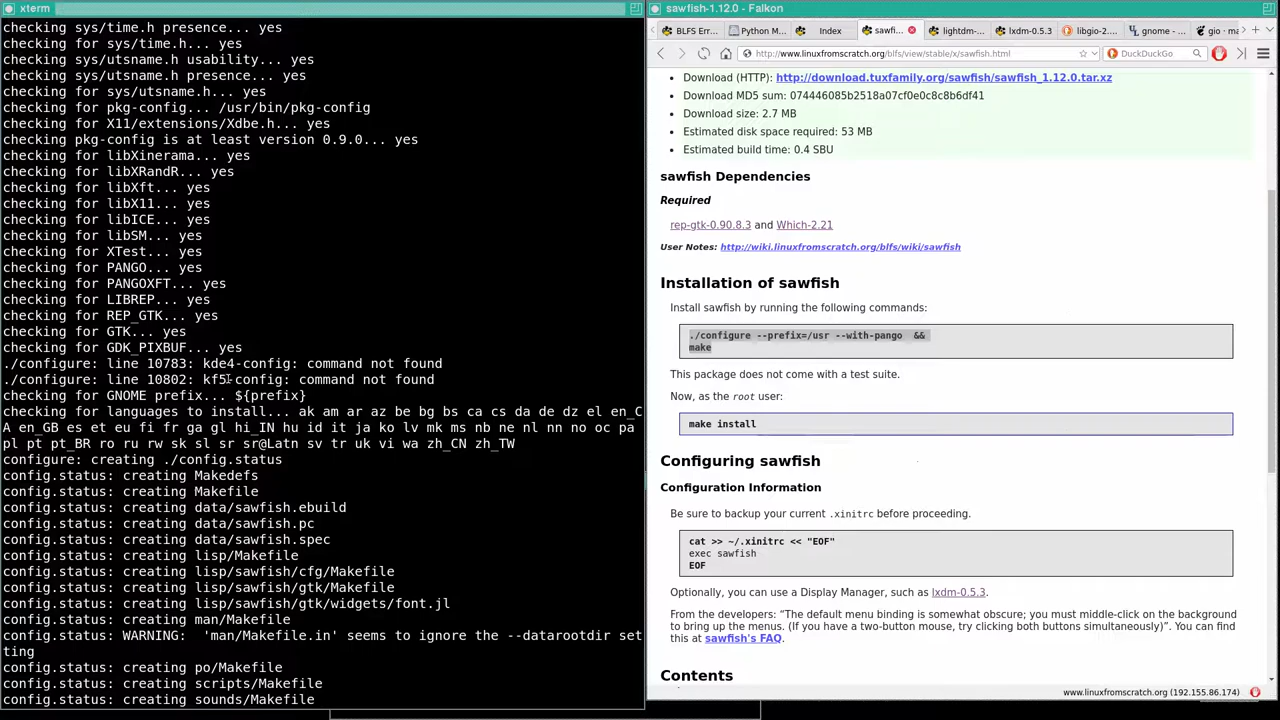 xterm
checking sys/time.h presence... yes
checking for sys/time.h... yes
checking sys/utsname.h usability... yes
checking sys/utsname.h presence... yes
checking for sys/utsname.h... yes
checking for pkg-config... /usr/bin/pkg-config
checking for X11/extensions/Xdbe.h... yes
checking pkg-config is at least version 0.9.0... yes
checking for libXinerama... yes
checking for libXRandR... yes
checking for libXft... yes
checking for libX11... yes
checking for libICE... yes
checking for libSM... yes
checking for XTest... yes
checking for PANGO... yes
checking for PANGOXFT... yes
checking for LIBREP... yes
checking for REP_GTK... yes
checking for GTK... yes
checking for GDK_PIXBUF... yes
./configure: line 10783: kde4-config: command not found
./configure: line 10802: kf5-config: command not found
checking for GNOME prefix... ${prefix}
checking for languages to install... ak am ar az be bg bs ca cs da de dz el en_C
A en_GB es et eu fi fr ga gl hi_IN hu id it ja ko lv mk ms nb ne nl nn no oc pa
pl pt pt_BR ro ru rw sk sl sr sr@Latn sv tr uk vi wa zh_CN zh_TW
configure: creating ./config.status
config.status: creating Makedefs
config.status: creating Makefile
config.status: creating data/sawfish.ebuild
config.status: creating data/sawfish.pc
config.status: creating data/sawfish.spec
config.status: creating lisp/Makefile
config.status: creating lisp/sawfish/cfg/Makefile
config.status: creating lisp/sawfish/gtk/Makefile
config.status: creating lisp/sawfish/gtk/widgets/font.jl
config.status: creating man/Makefile
config.status: WARNING:  'man/Makefile.in' seems to ignore the --datarootdir set
ting
config.status: creating po/Makefile
config.status: creating scripts/Makefile
config.status: creating sounds/Makefile
sawfish-1.12.0 - Falkon
BLFS Err... Python M... Index sawfi... lightdm-... lxdm-0.5.3 libgio-2.... gnome -... gio · ma
http://www.linuxfromscratch.org/blfs/view/stable/x/sawfish.html DuckDuckGo
Download (HTTP): http://download.tuxfamily.org/sawfish/sawfish_1.12.0.tar.xz
Download MD5 sum: 074446085b2518a07cf0e0c8c8b6df41
Download size: 2.7 MB
Estimated disk space required: 53 MB
Estimated build time: 0.4 SBU
sawfish Dependencies
Required
rep-gtk-0.90.8.3 and Which-2.21
User Notes: http://wiki.linuxfromscratch.org/blfs/wiki/sawfish
Installation of sawfish
Install sawfish by running the following commands:
./configure --prefix=/usr --with-pango  &&
make
This package does not come with a test suite.
Now, as the root user:
make install
Configuring sawfish
Configuration Information
Be sure to backup your current .xinitrc before proceeding.
cat >> ~/.xinitrc << "EOF"
exec sawfish
EOF
Optionally, you can use a Display Manager, such as lxdm-0.5.3.
From the developers: “The default menu binding is somewhat obscure; you must middle-click on the background
to bring up the menus. (If you have a two-button mouse, try clicking both buttons simultaneously)”. You can find
this at sawfish's FAQ.
Contents
www.linuxfromscratch.org (192.155.86.174)